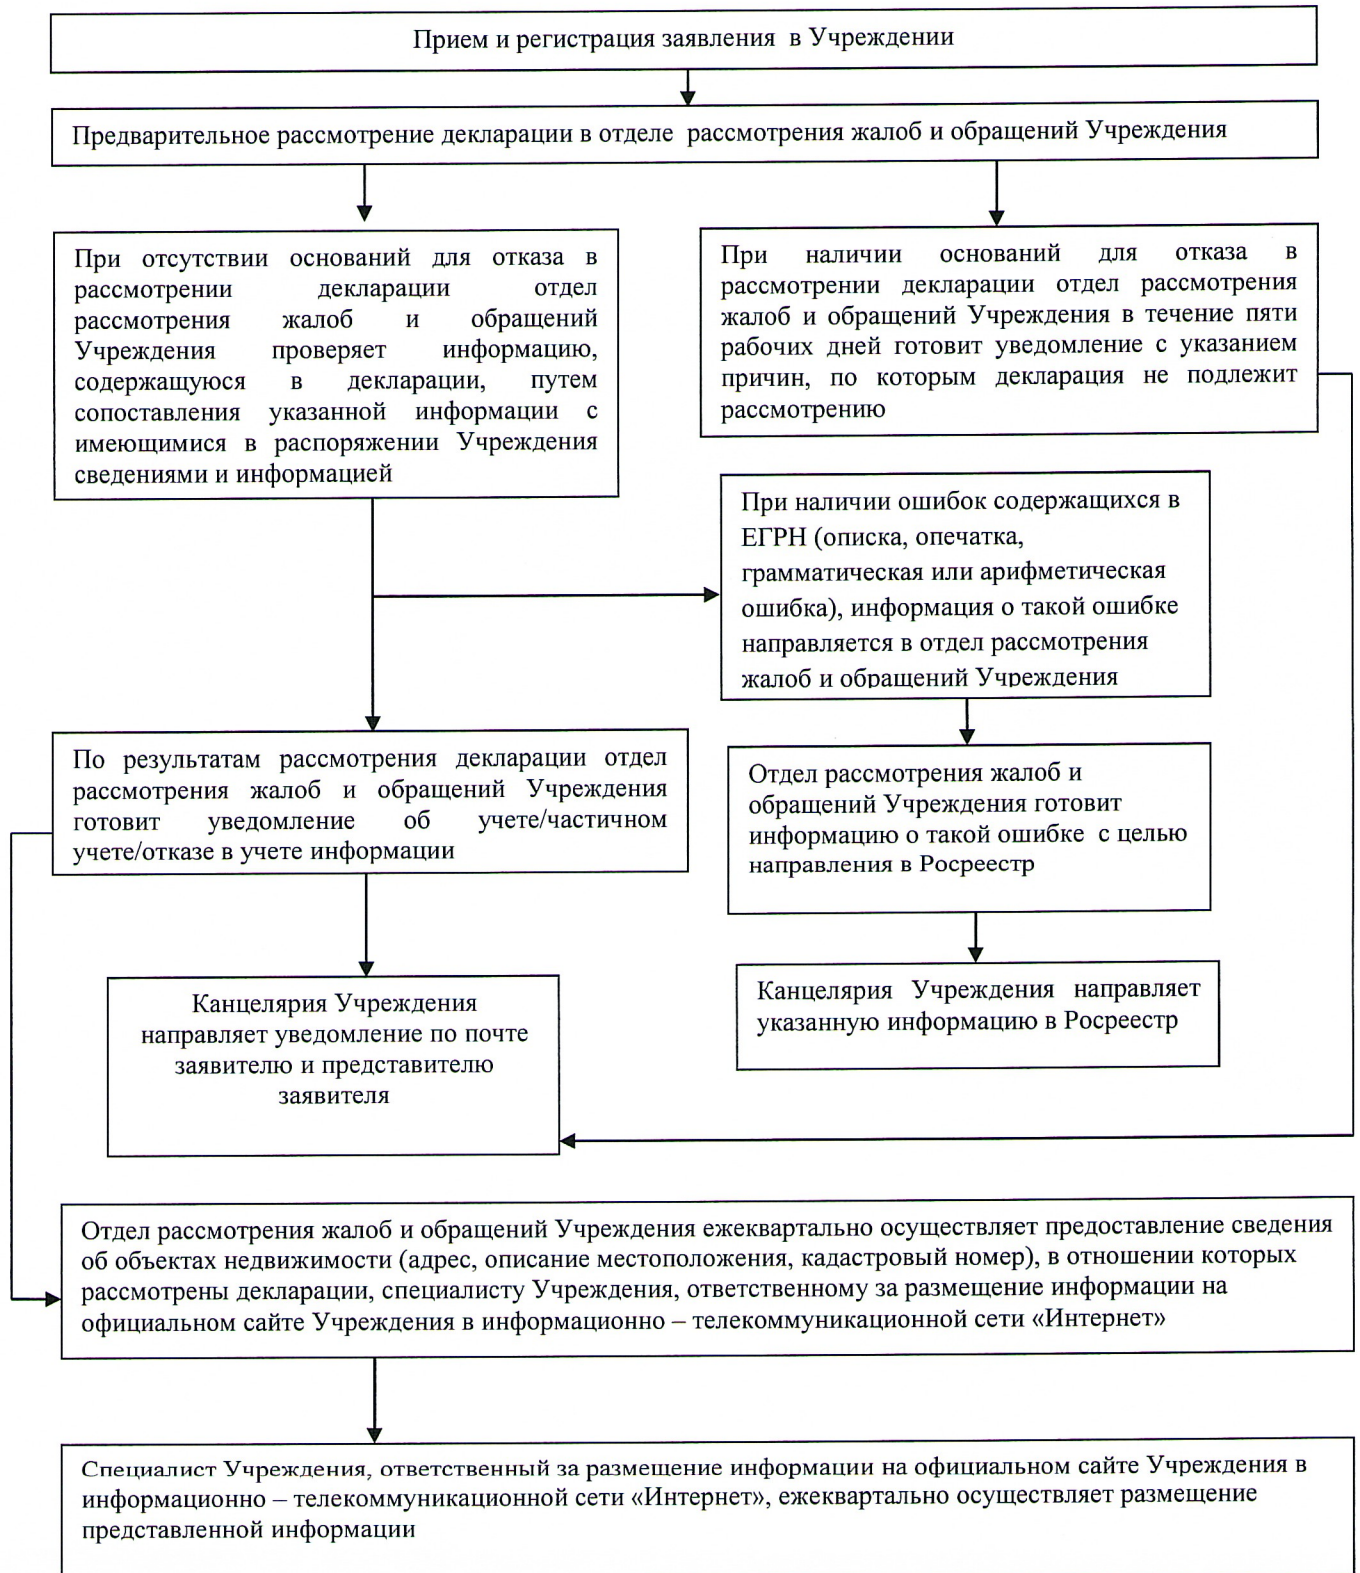 Прием и регистрация заявления  в Учреждении
Предварительное рассмотрение декларации в отделе  рассмотрения жалоб и обращений Учреждения
При отсутствии оснований для отказа в
рассмотрении декларации отдел
рассмотрения жалоб и обращений
Учреждения проверяет информацию,
содержащуюся в декларации, путем
сопоставления указанной информации с
имеющимися в распоряжении Учреждения
сведениями и информацией
При наличии оснований для отказа в
рассмотрении декларации отдел рассмотрения
жалоб и обращений Учреждения в течение пяти
рабочих дней готовит уведомление с указанием
причин, по которым декларация не подлежит
рассмотрению
При наличии ошибок содержащихся в
ЕГРН (описка, опечатка,
грамматическая или арифметическая
ошибка), информация о такой ошибке
направляется в отдел рассмотрения
жалоб и обращений Учреждения
По результатам рассмотрения декларации отдел
рассмотрения жалоб и обращений Учреждения
готовит уведомление об учете/частичном
учете/отказе в учете информации
Отдел рассмотрения жалоб и
обращений Учреждения готовит
информацию о такой ошибке  с целью
направления в Росреестр
Канцелярия Учреждения
направляет уведомление по почте
заявителю и представителю
заявителя
Канцелярия Учреждения направляет
указанную информацию в Росреестр
Отдел рассмотрения жалоб и обращений Учреждения ежеквартально осуществляет предоставление сведения
об объектах недвижимости (адрес, описание местоположения, кадастровый номер), в отношении которых
рассмотрены декларации, специалисту Учреждения, ответственному за размещение информации на
официальном сайте Учреждения в информационно – телекоммуникационной сети «Интернет»
Специалист Учреждения, ответственный за размещение информации на официальном сайте Учреждения в
информационно – телекоммуникационной сети «Интернет», ежеквартально осуществляет размещение
представленной информации